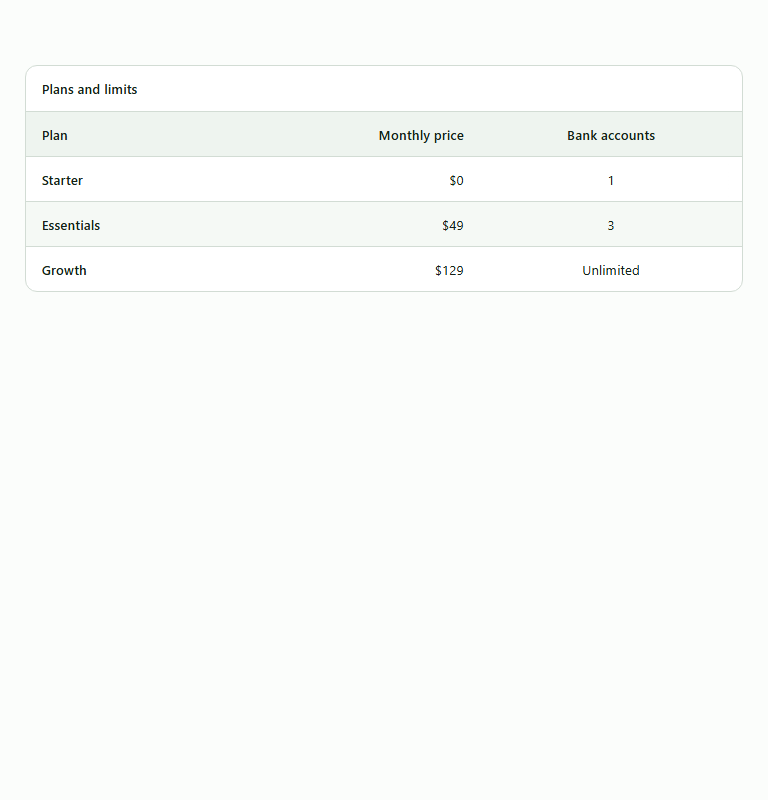 Plans and limits
Plan Monthly price Bank accounts
Starter $0 1
Essentials $49 3
Growth $129 Unlimited